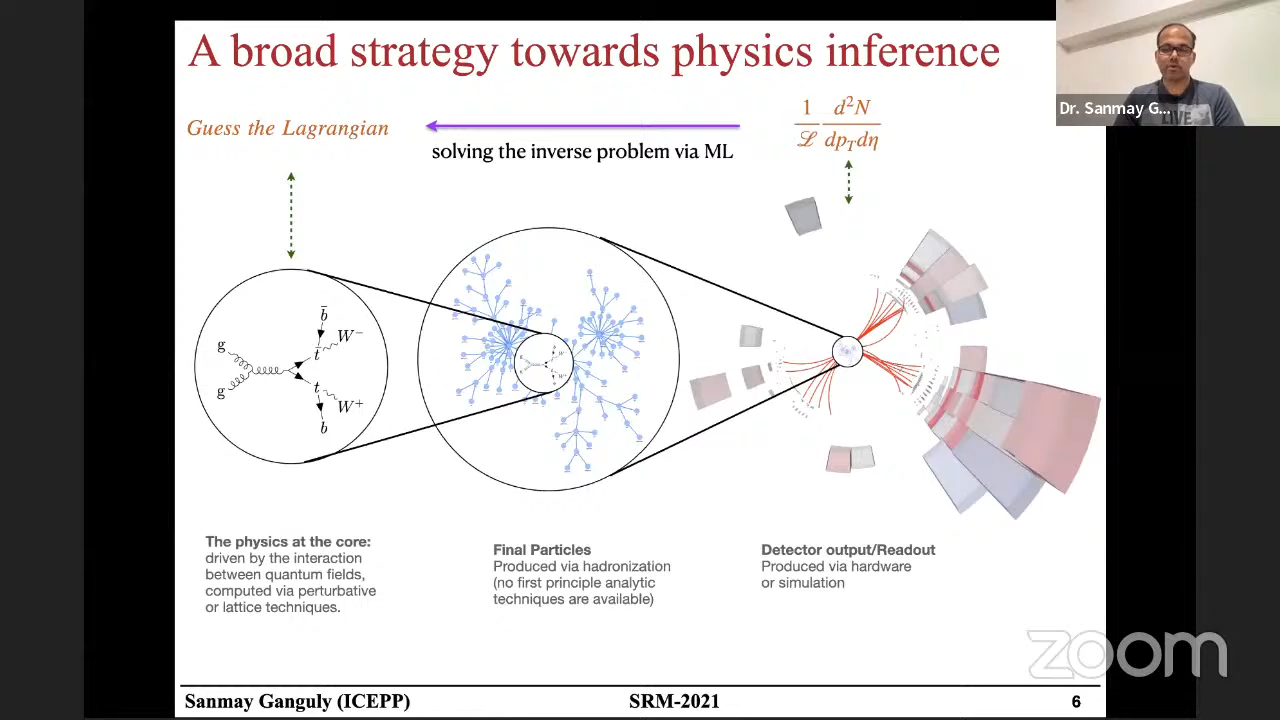 A broad strategy towards physics inference
Dr. Sanmay G...
Guess the Lagrangian
solving the inverse problem via ML
1/ℒ d²N/dp_T dη
g
g
b̄
W⁻
t
t
W⁺
b
The physics at the core:
driven by the interaction
between quantum fields,
computed via perturbative
or lattice techniques.
Final Particles
Produced via hadronization
(no first principle analytic
techniques are available)
Detector output/Readout
Produced via hardware
or simulation
zoom
Sanmay Ganguly (ICEPP)
SRM-2021
6